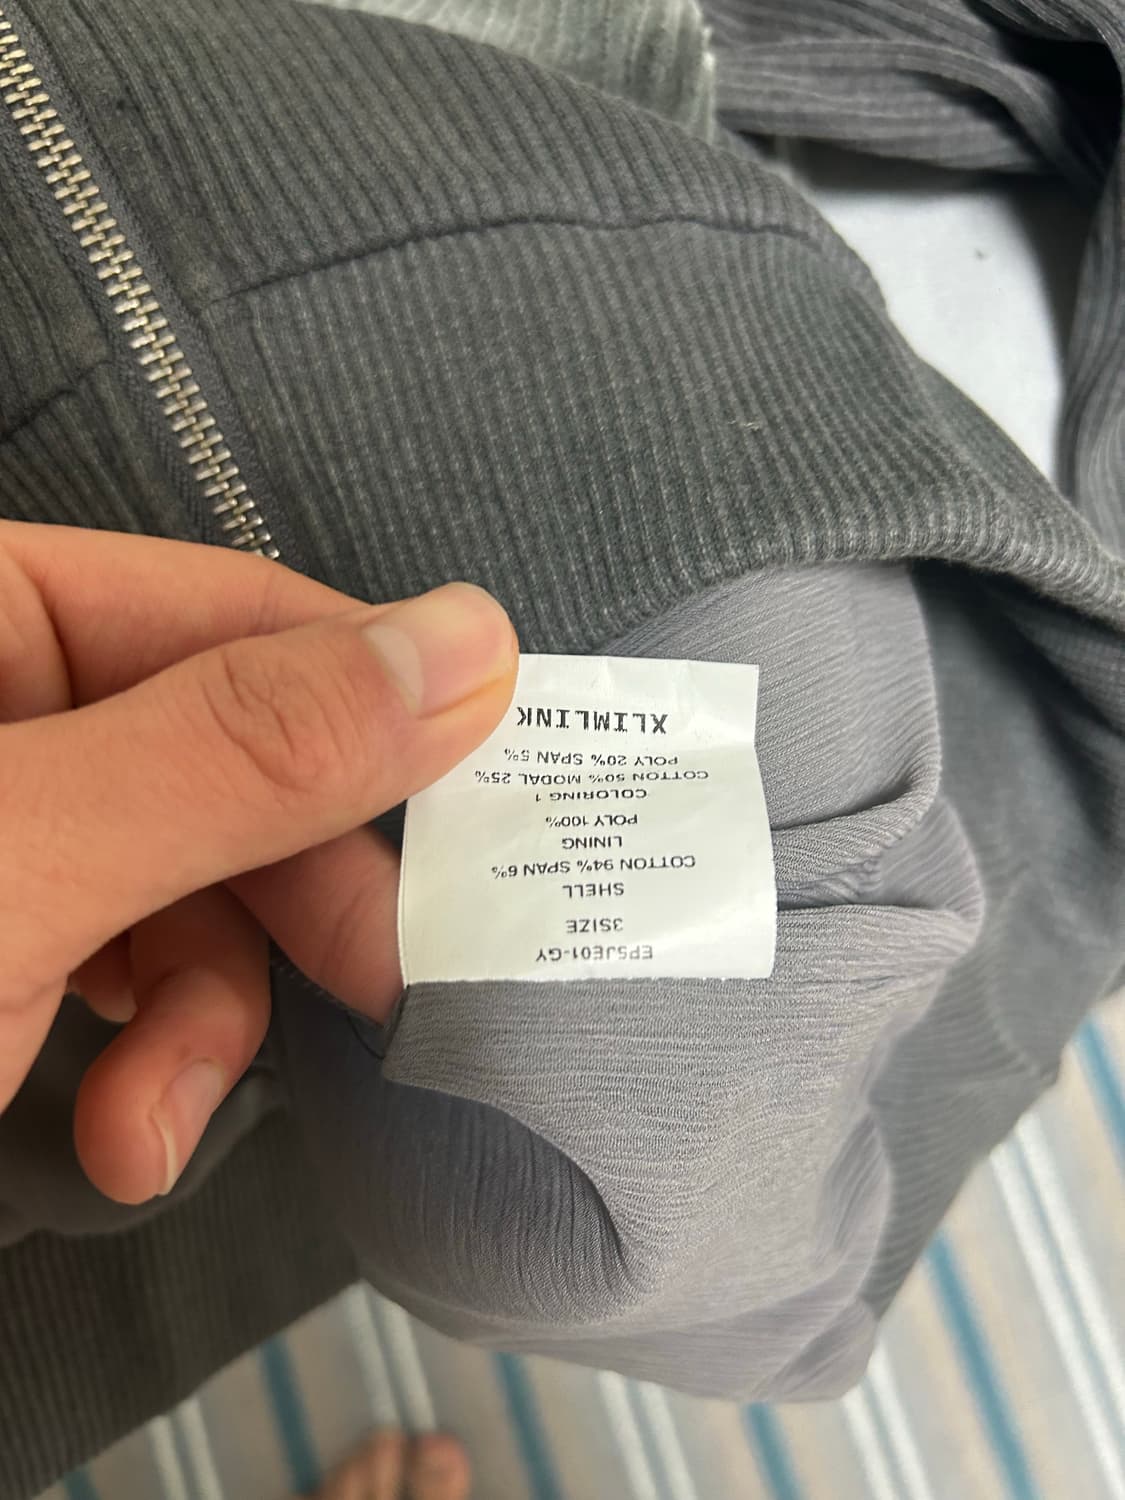 EP5JE01-GY
3SIZE
SHELL
COTTON 94% SPAN 6%
LINING
POLY 100%
COLORING 1
COTTON 50% MODAL 25%
POLY 20% SPAN 5%
XLIMLINK